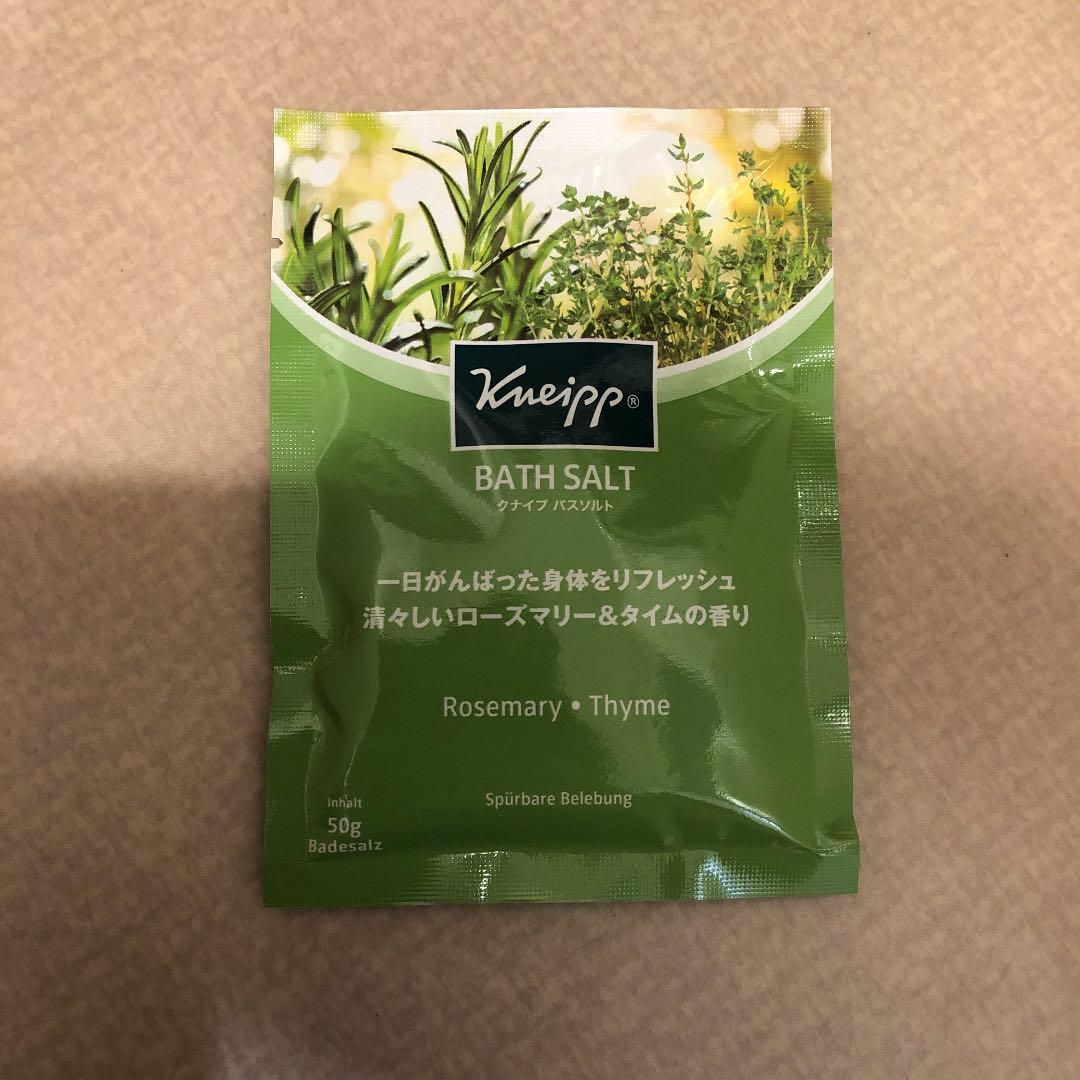 Kneipp®
BATH SALT
クナイプ バスソルト
一日がんばった身体をリフレッシュ
清々しいローズマリー&タイムの香り
Rosemary • Thyme
Spürbare Belebung
Inhalt
50g
Badesalz